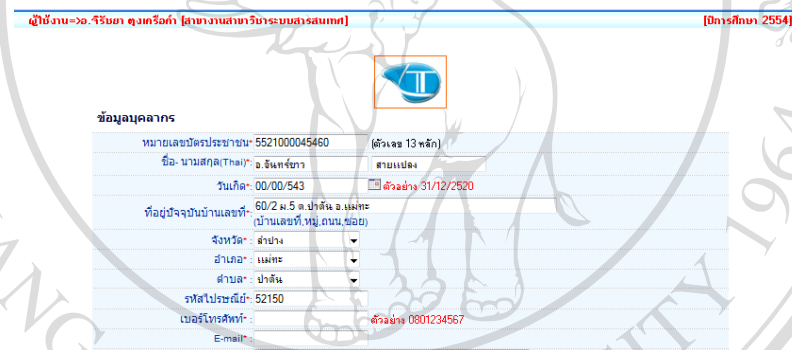 ผู้ใช้งาน=>อ.จิรัมยา ตุงเครือคำ [สาขางานสาขาวิชาระบบสารสนเทศ] [ปีการศึกษา 2554]
ข้อมูลบุคลากร
หมายเลขบัตรประชาชน* 5521000045460 (ตัวเลข 13 หลัก)
ชื่อ- นามสกุล(Thai)*: อ.จันทร์ขาว สายแปลง
วันเกิด*: 00/00/543 ตัวอย่าง 31/12/2520
ที่อยู่ปัจจุบันบ้านเลขที่*: 60/2 ม.5 ต.ป่าตัน อ.แม่ทะ
(บ้านเลขที่,หมู่,ถนน,ซอย)
จังหวัด* : ลำปาง
อำเภอ* : แม่ทะ
ตำบล* : ป่าตัน
รหัสไปรษณีย์*: 52150
เบอร์โทรศัพท์* : ตัวอย่าง 0801234567
E-mail* :